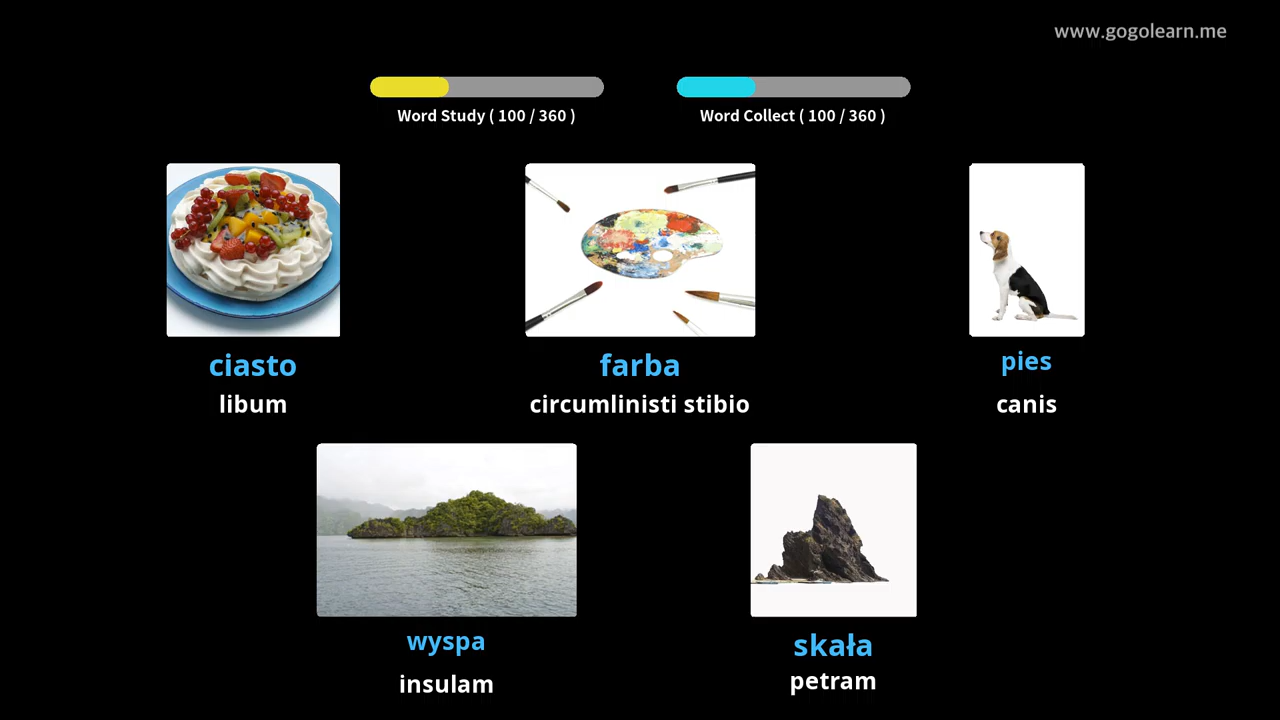 www.gogolearn.me
Word Study ( 100 / 360 )
Word Collect ( 100 / 360 )
ciasto
libum
farba
circumlinisti stibio
pies
canis
wyspa
insulam
skała
petram